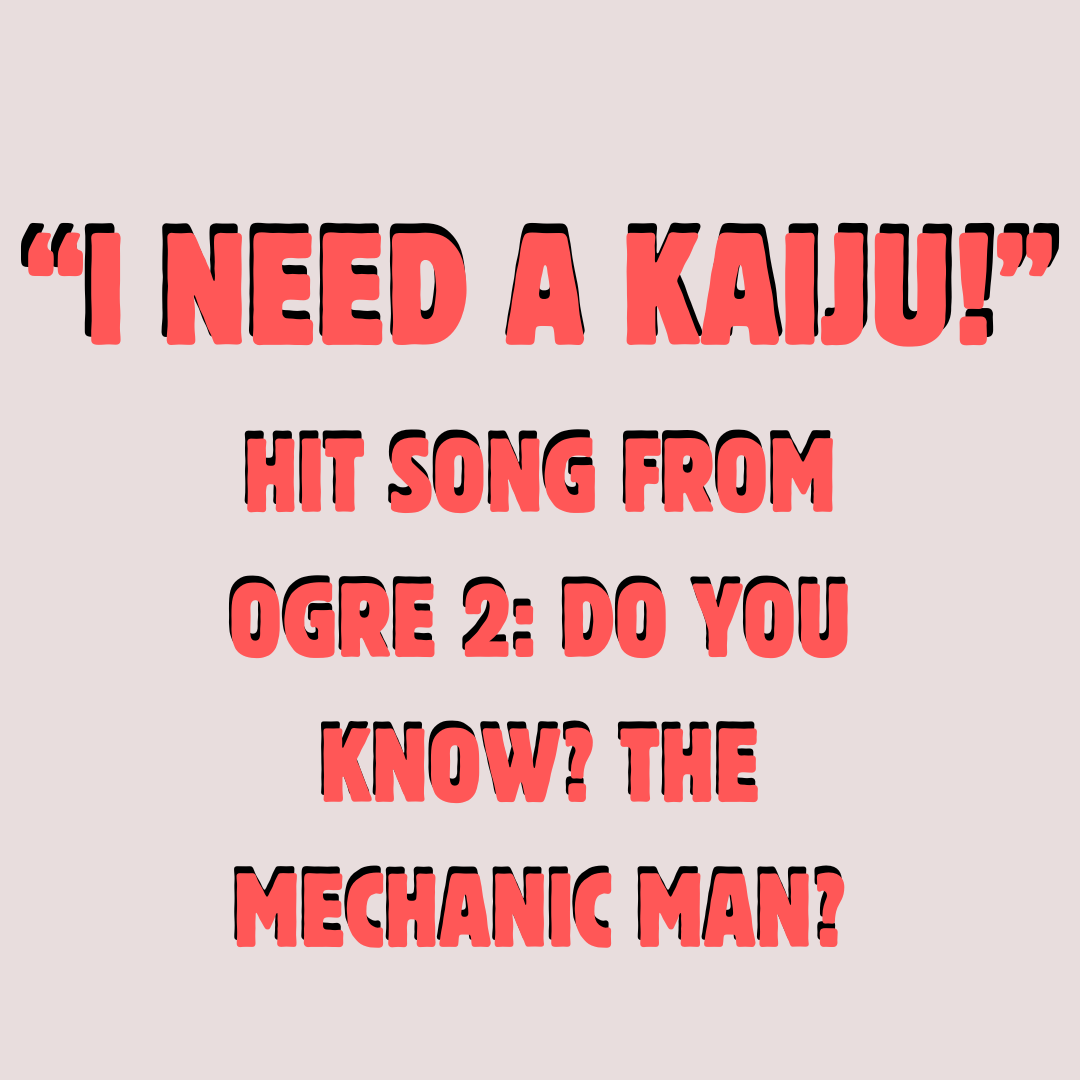 “I NEED A KAIJU!”
HIT SONG FROM
OGRE 2: DO YOU
KNOW? THE
MECHANIC MAN?